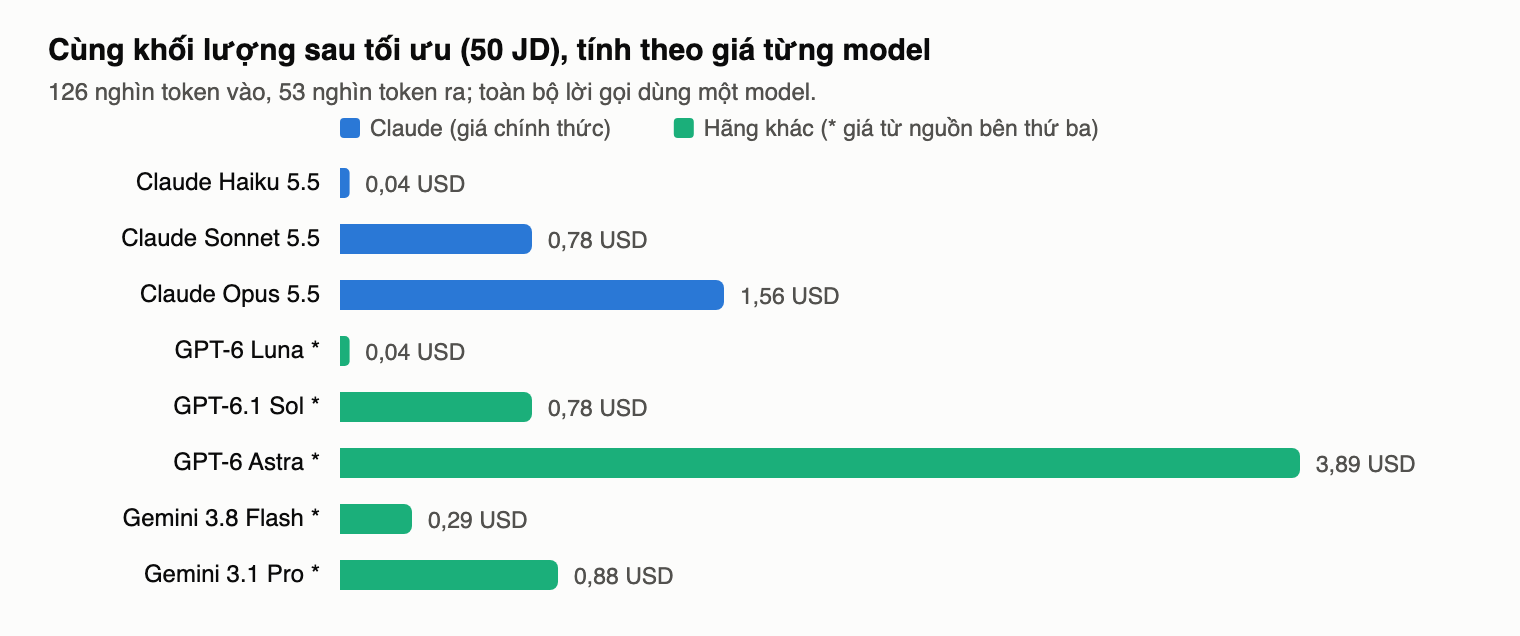 Cùng khối lượng sau tối ưu (50 JD), tính theo giá từng model
126 nghìn token vào, 53 nghìn token ra; toàn bộ lời gọi dùng một model.
Claude (giá chính thức) Hãng khác (* giá từ nguồn bên thứ ba)
Claude Haiku 5.5 0,04 USD
Claude Sonnet 5.5 0,78 USD
Claude Opus 5.5 1,56 USD
GPT-6 Luna * 0,04 USD
GPT-6.1 Sol * 0,78 USD
GPT-6 Astra * 3,89 USD
Gemini 3.8 Flash * 0,29 USD
Gemini 3.1 Pro * 0,88 USD